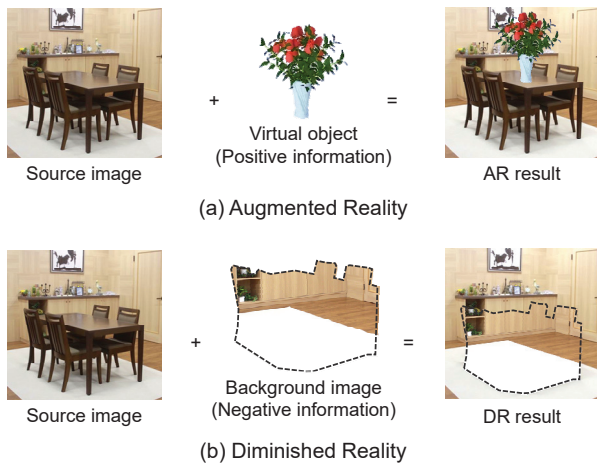 +
=
Virtual object
(Positive information)
Source image
AR result
(a) Augmented Reality
+
=
Background image
(Negative information)
Source image
DR result
(b) Diminished Reality